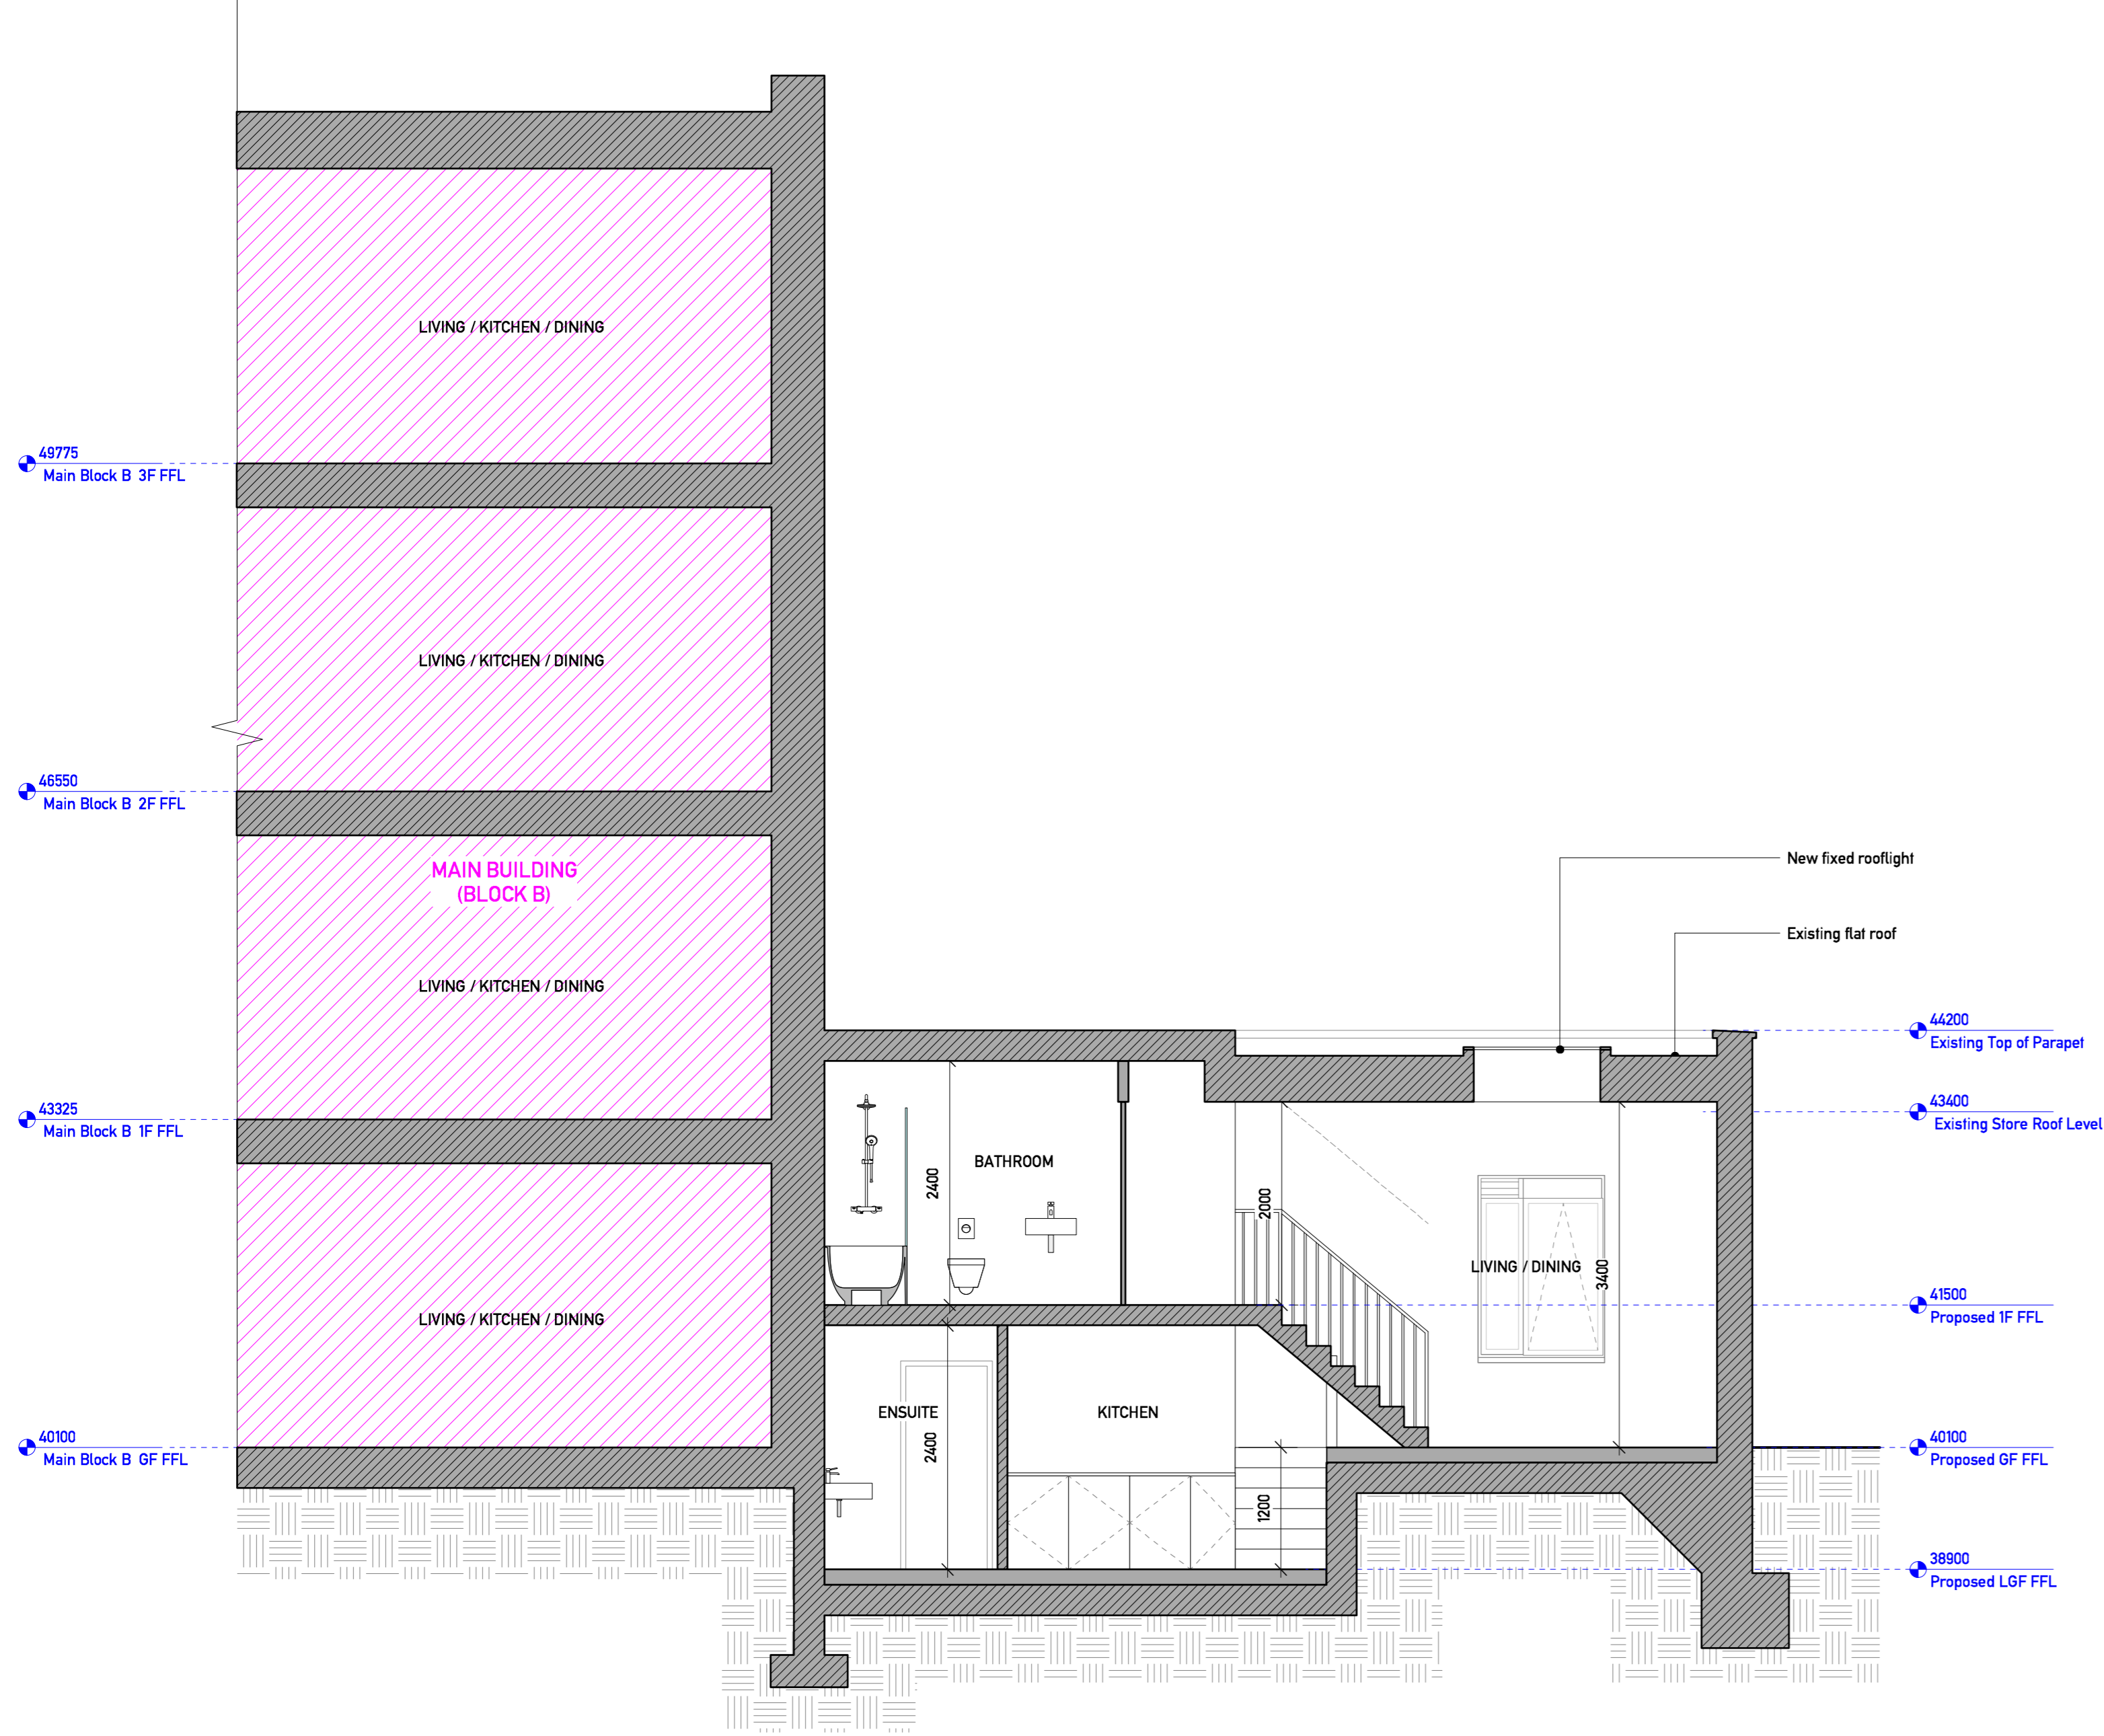 LIVING / KITCHEN / DINING
49775
Main Block B 3F FFL
LIVING / KITCHEN / DINING
46550
Main Block B 2F FFL
MAIN BUILDING
(BLOCK B)
LIVING / KITCHEN / DINING
43325
Main Block B 1F FFL
LIVING / KITCHEN / DINING
40100
Main Block B GF FFL
New fixed rooflight
Existing flat roof
44200
Existing Top of Parapet
43400
Existing Store Roof Level
BATHROOM
2400
2000
LIVING / DINING
3400
41500
Proposed 1F FFL
ENSUITE
2400
KITCHEN
1200
40100
Proposed GF FFL
38900
Proposed LGF FFL